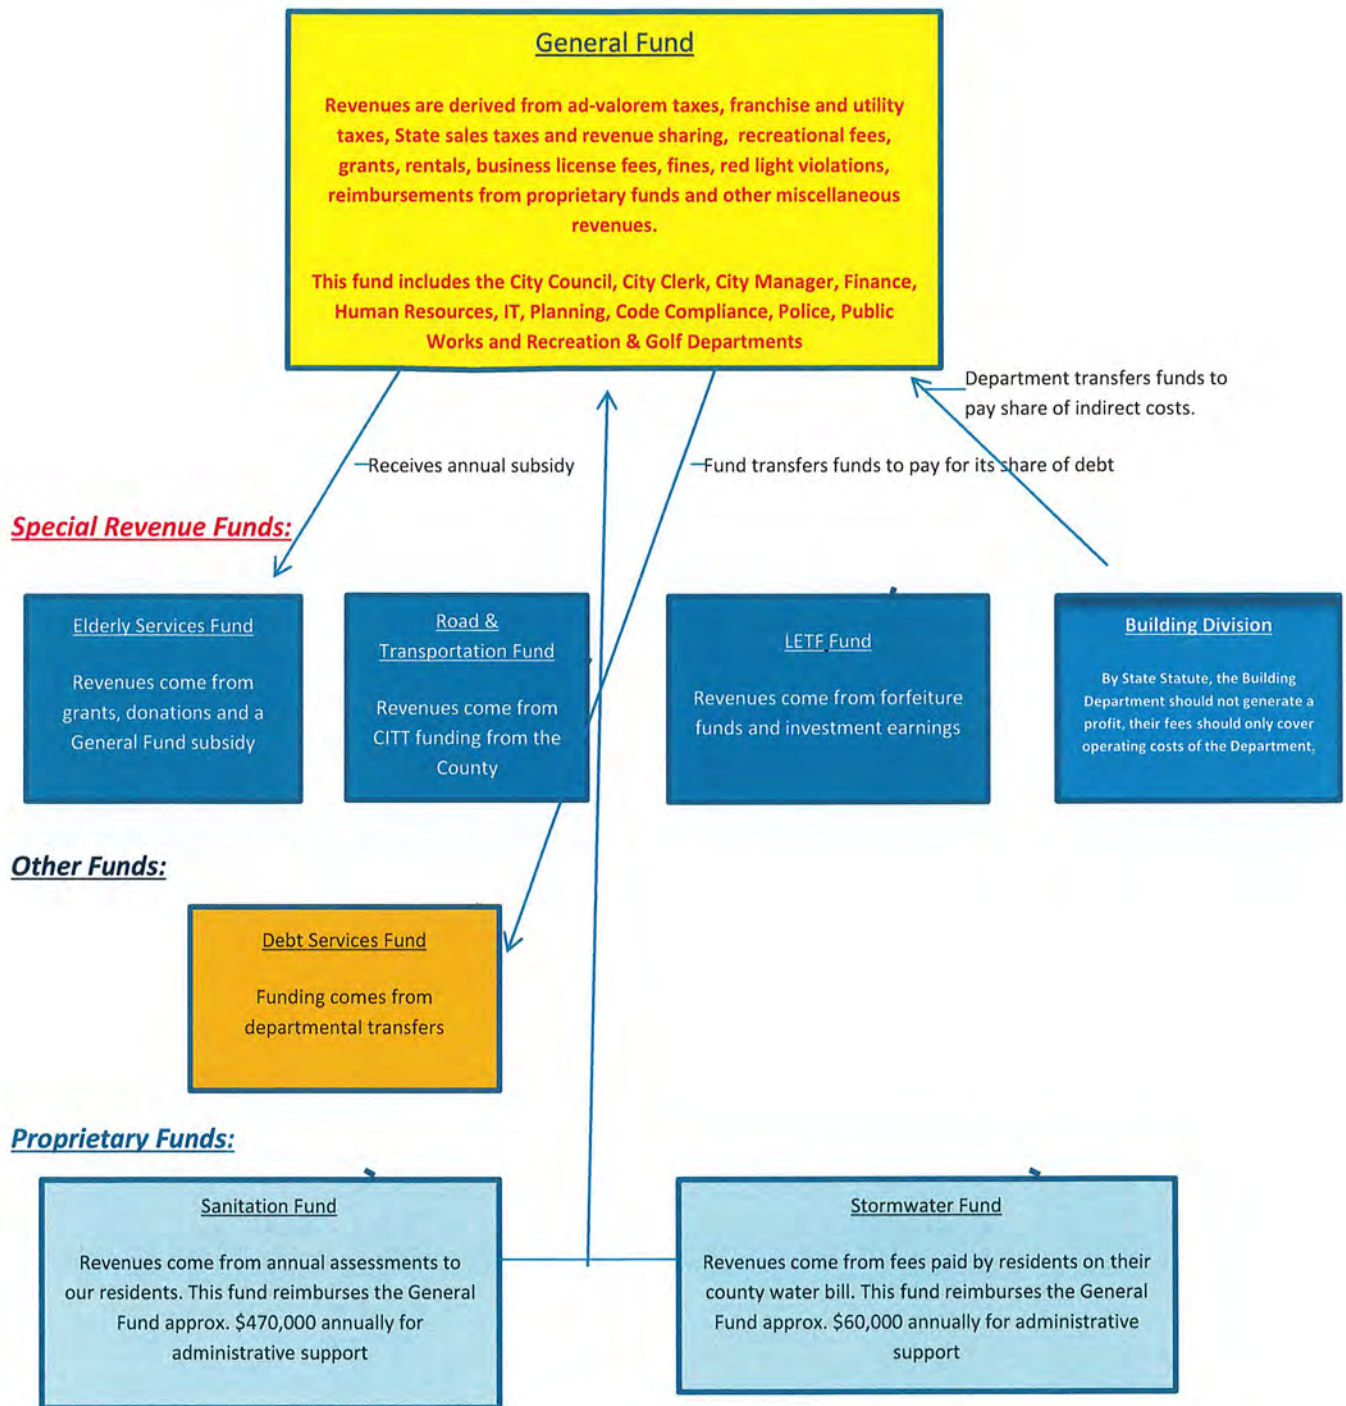 General Fund
Revenues are derived from ad-valorem taxes, franchise and utility
taxes, State sales taxes and revenue sharing, recreational fees,
grants, rentals, business license fees, fines, red light violations,
reimbursements from proprietary funds and other miscellaneous
revenues.
This fund includes the City Council, City Clerk, City Manager, Finance,
Human Resources, IT, Planning, Code Compliance, Police, Public
Works and Recreation & Golf Departments
Department transfers funds to
pay share of indirect costs.
Receives annual subsidy
Fund transfers funds to pay for its share of debt
Special Revenue Funds:
Elderly Services Fund
Revenues come from
grants, donations and a
General Fund subsidy
Road &
Transportation Fund
Revenues come from
CITT funding from the
County
LETF Fund
Revenues come from forfeiture
funds and investment earnings
Building Division
By State Statute, the Building
Department should not generate a
profit, their fees should only cover
operating costs of the Department.
Other Funds:
Debt Services Fund
Funding comes from
departmental transfers
Proprietary Funds:
Sanitation Fund
Revenues come from annual assessments to
our residents. This fund reimburses the General
Fund approx. $470,000 annually for
administrative support
Stormwater Fund
Revenues come from fees paid by residents on their
county water bill. This fund reimburses the General
Fund approx. $60,000 annually for administrative
support